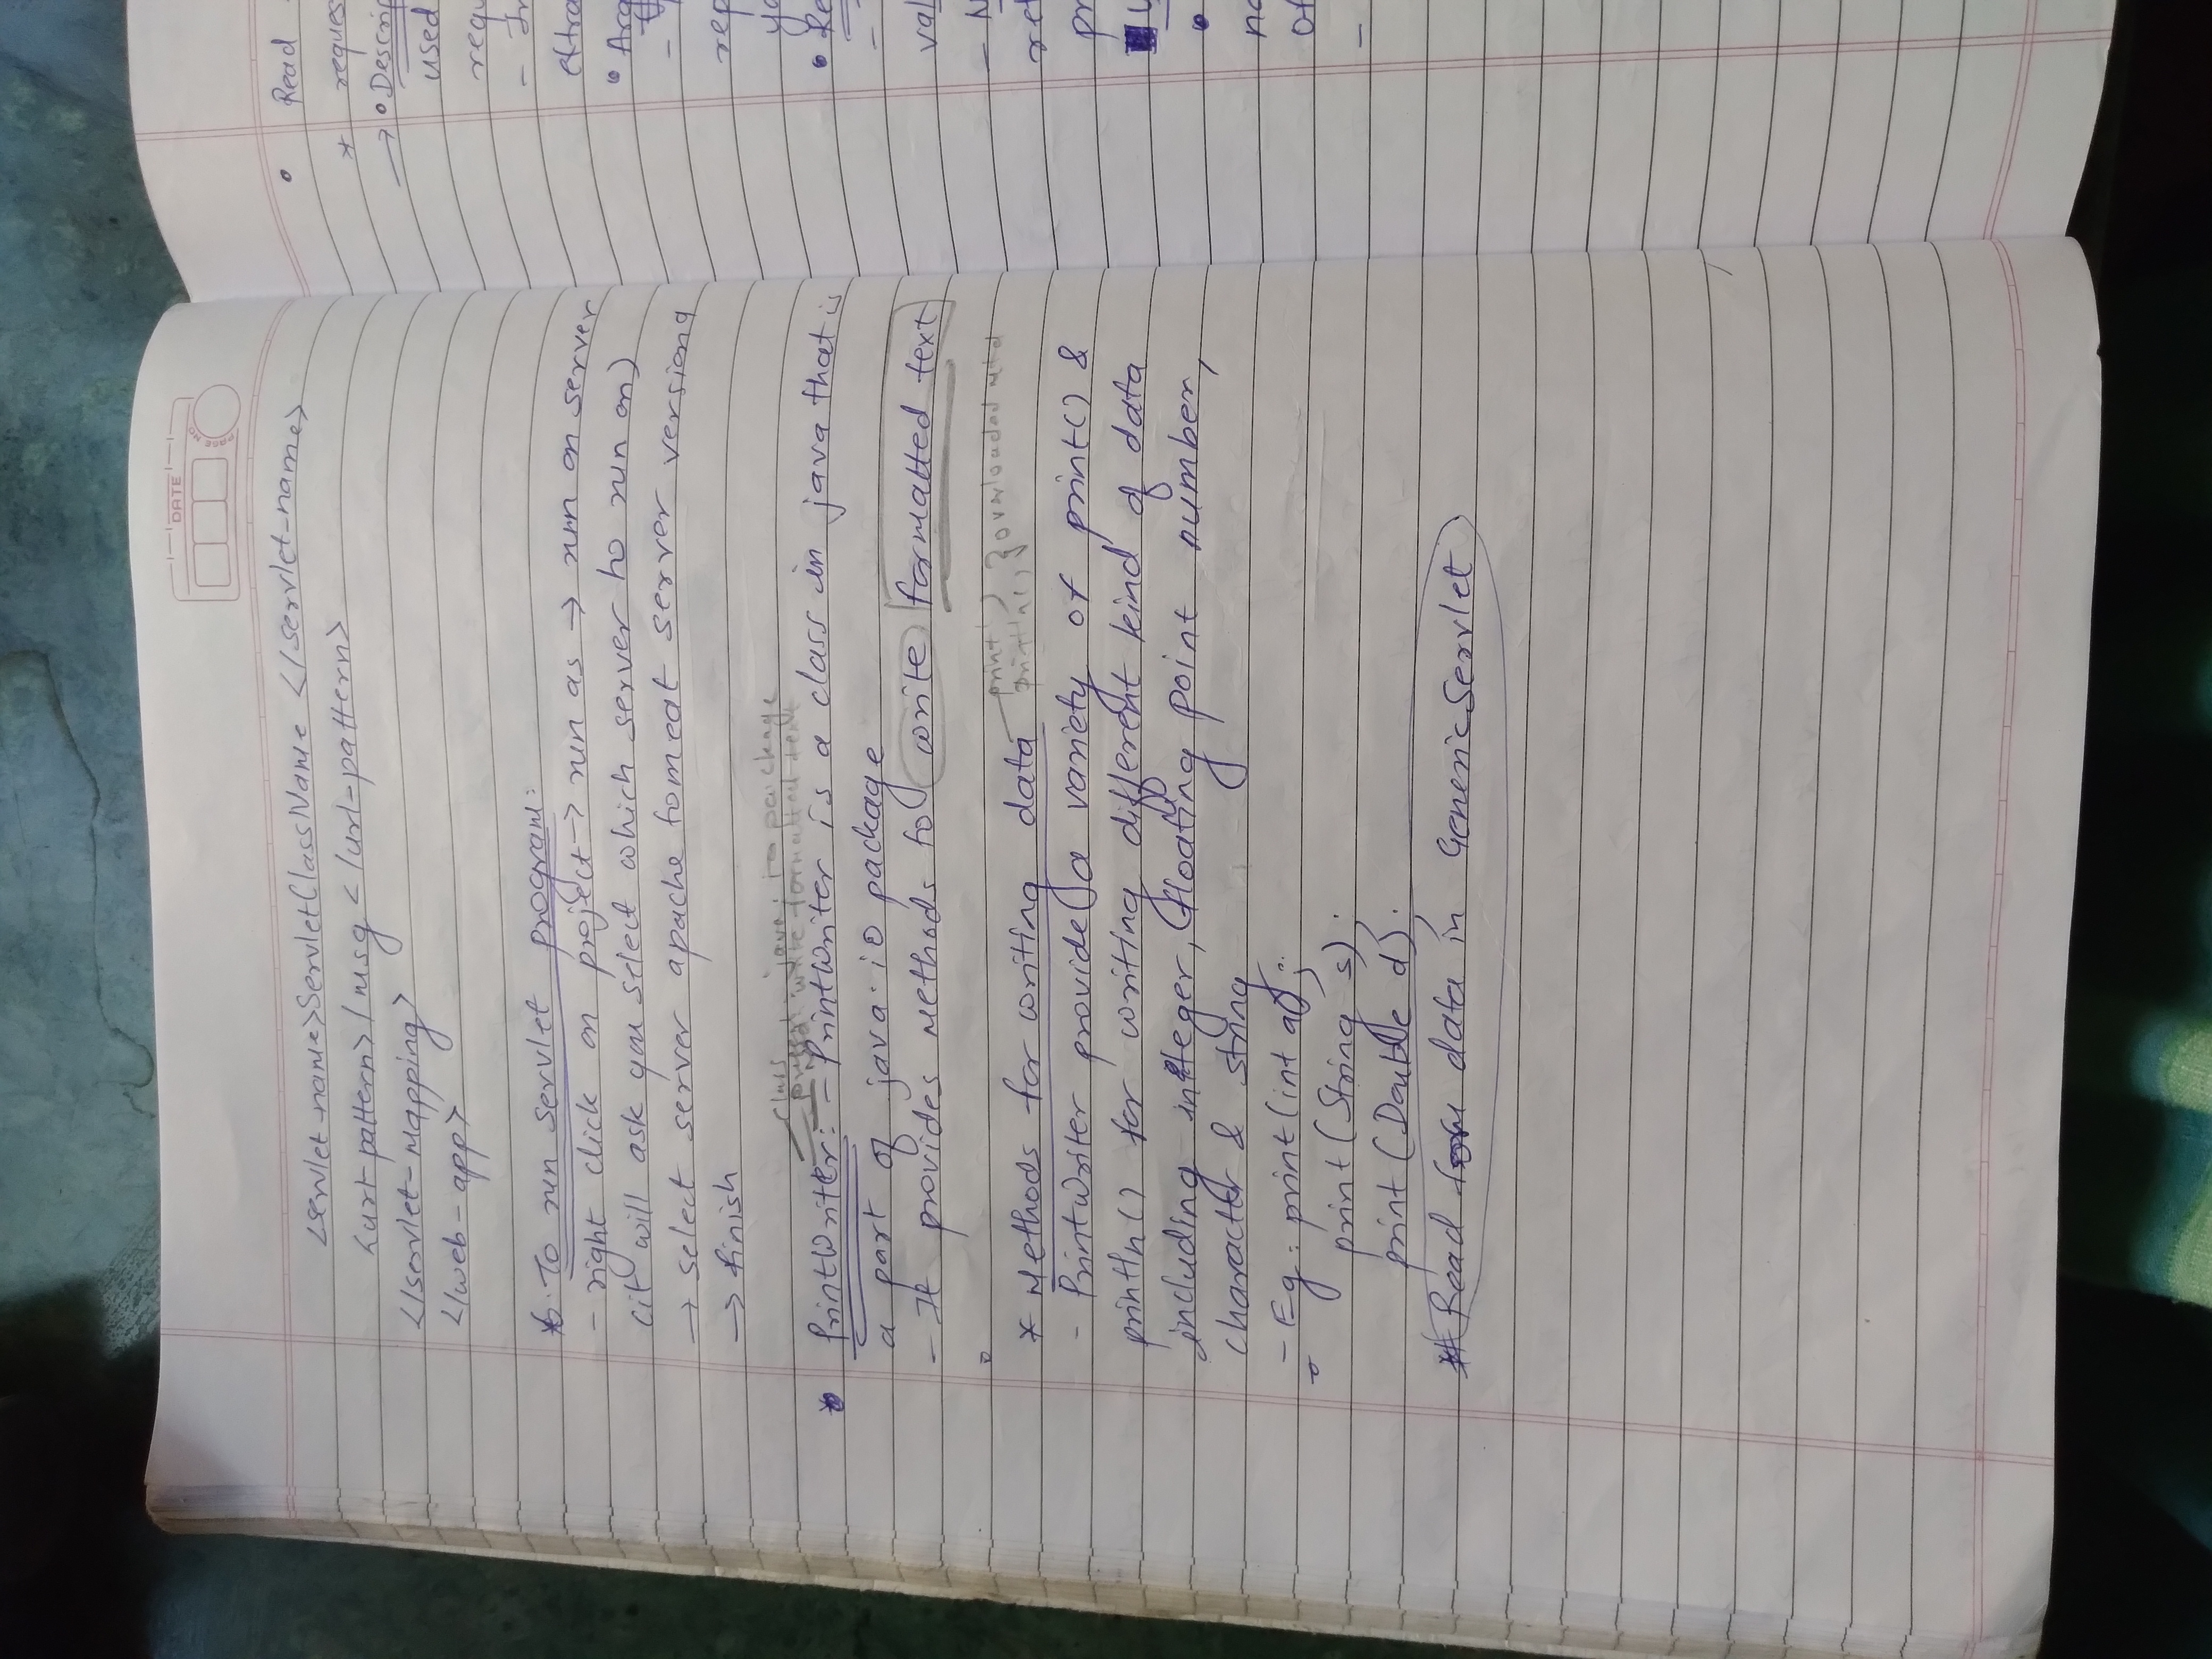 DATE
PAGE NO
<servlet-name>ServletClassName </servlet-name>
<url-pattern>/msg </url-pattern>
</servlet-mapping>
</web-app>
* To run servlet program:
- right click on project → run as → run on server
(it will ask you select which server to run on)
→ select server apache tomcat server version9
→ finish
class java.io package
write formatted text
* PrintWriter: - PrintWriter is a class in java that is
a part of java.io package
- It provides methods to write formatted text
* Methods for writing data
print()
println() } overloaded mtd
- PrintWriter provide a variety of print() &
println() for writing different kind of data
including integer, floating point number,
character & string
- Eg: print(int a);
print(String s);
print(Double d);
* Read form data in GenericServlet
• Read
* reques
→ • Descrip
used
requ
extra
• Arg
rep
yo
• Re
val
- N
ret
pr
no
of